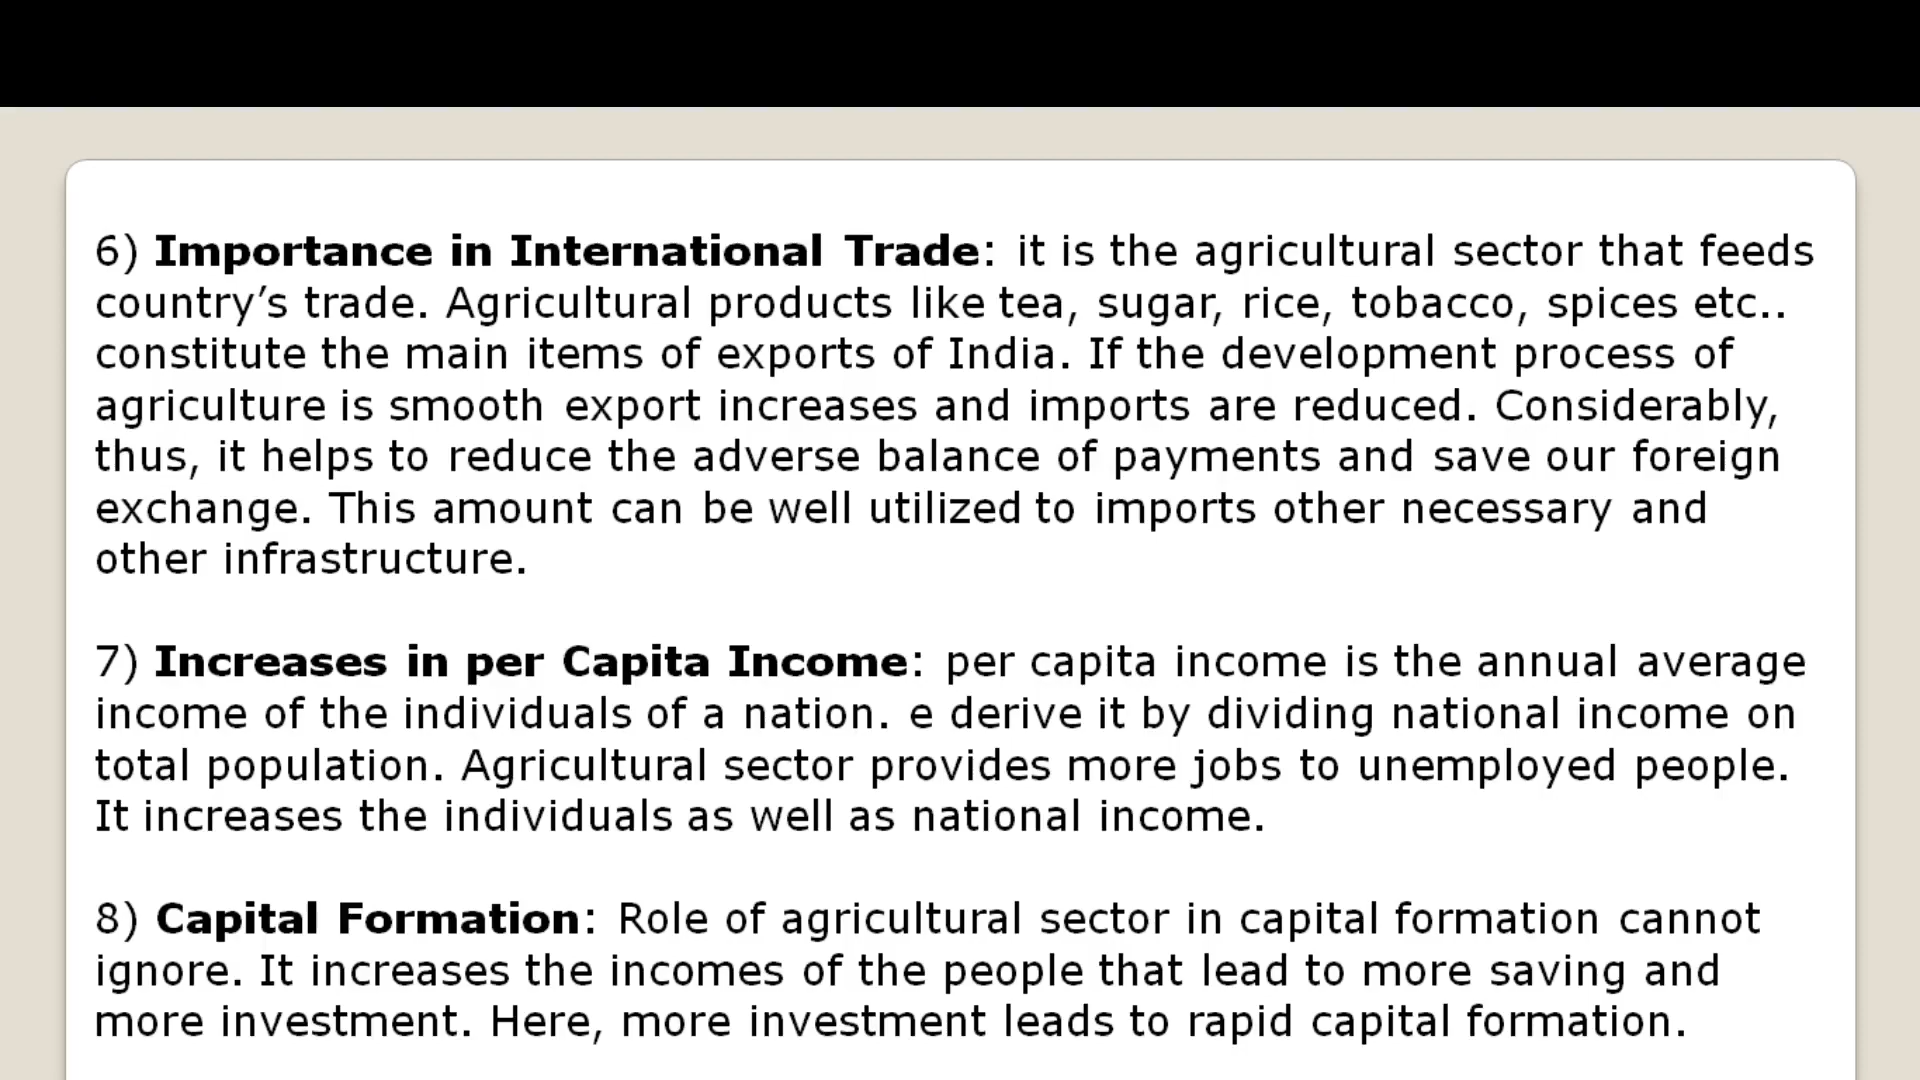 6) Importance in International Trade: it is the agricultural sector that feeds
country’s trade. Agricultural products like tea, sugar, rice, tobacco, spices etc..
constitute the main items of exports of India. If the development process of
agriculture is smooth export increases and imports are reduced. Considerably,
thus, it helps to reduce the adverse balance of payments and save our foreign
exchange. This amount can be well utilized to imports other necessary and
other infrastructure.
7) Increases in per Capita Income: per capita income is the annual average
income of the individuals of a nation. e derive it by dividing national income on
total population. Agricultural sector provides more jobs to unemployed people.
It increases the individuals as well as national income.
8) Capital Formation: Role of agricultural sector in capital formation cannot
ignore. It increases the incomes of the people that lead to more saving and
more investment. Here, more investment leads to rapid capital formation.